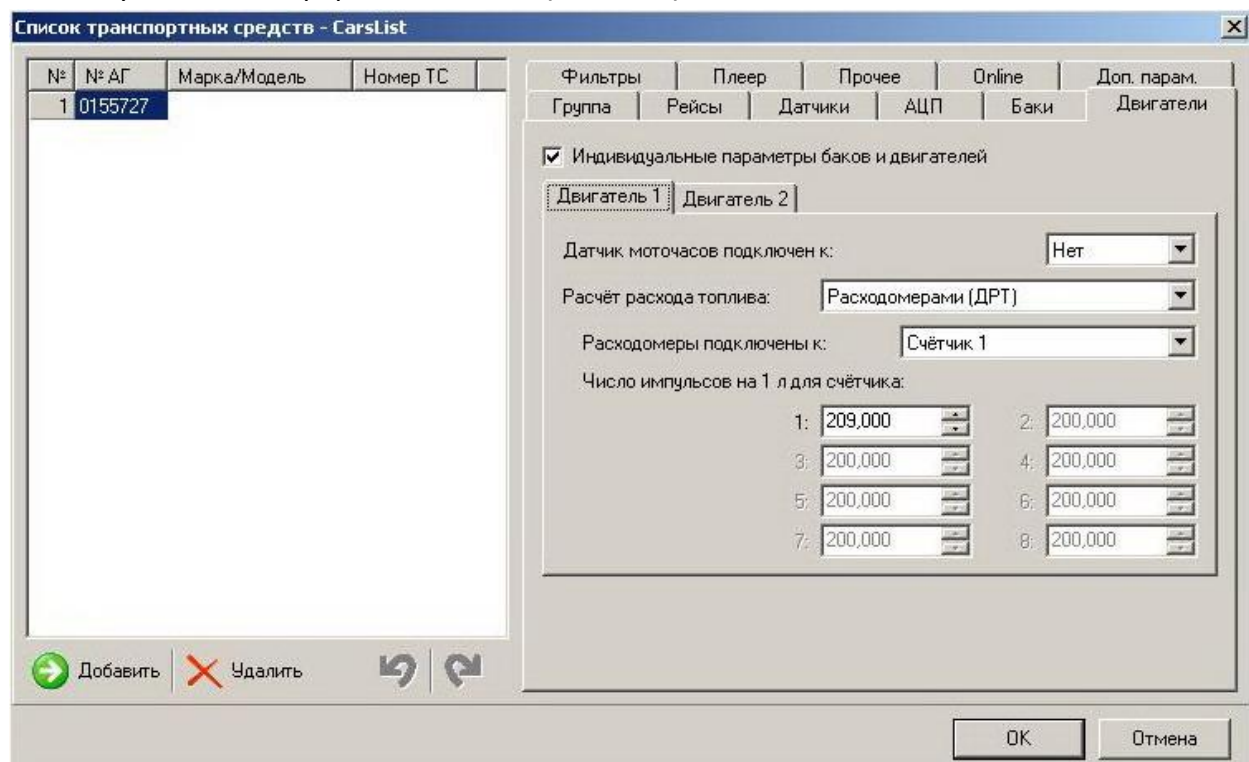 Список транспортных средств - CarsList
№ № АГ Марка/Модель Номер ТС
1 0155727
Фильтры Плеер Прочее Online Доп. парам.
Группа Рейсы Датчики АЦП Баки Двигатели
Индивидуальные параметры баков и двигателей
Двигатель 1 Двигатель 2
Датчик моточасов подключен к: Нет
Расчёт расхода топлива: Расходомерами (ДРТ)
Расходомеры подключены к: Счётчик 1
Число импульсов на 1 л для счётчика:
1: 209,000 2: 200,000
3: 200,000 4: 200,000
5: 200,000 6: 200,000
7: 200,000 8: 200,000
Добавить Удалить
OK Отмена